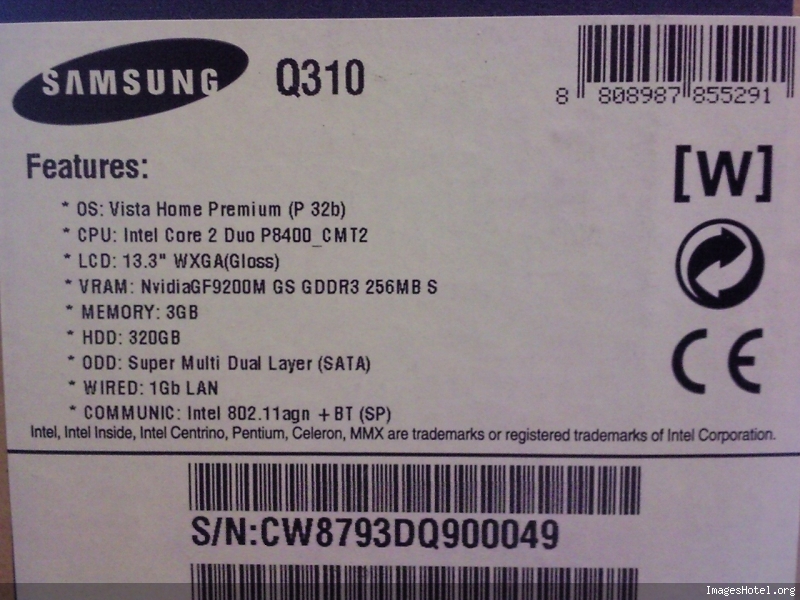 SAMSUNG Q310
8 808987 855291
Features:
[W]
* OS: Vista Home Premium (P 32b)
* CPU: Intel Core 2 Duo P8400_CMT2
* LCD: 13.3" WXGA(Gloss)
* VRAM: NvidiaGF9200M GS GDDR3 256MB S
* MEMORY: 3GB
* HDD: 320GB
* ODD: Super Multi Dual Layer (SATA)
* WIRED: 1Gb LAN
* COMMUNIC: Intel 802.11agn + BT (SP)
CE
Intel, Intel Inside, Intel Centrino, Pentium, Celeron, MMX are trademarks or registered trademarks of Intel Corporation.
S/N:CW8793DQ900049
ImagesHotel.org